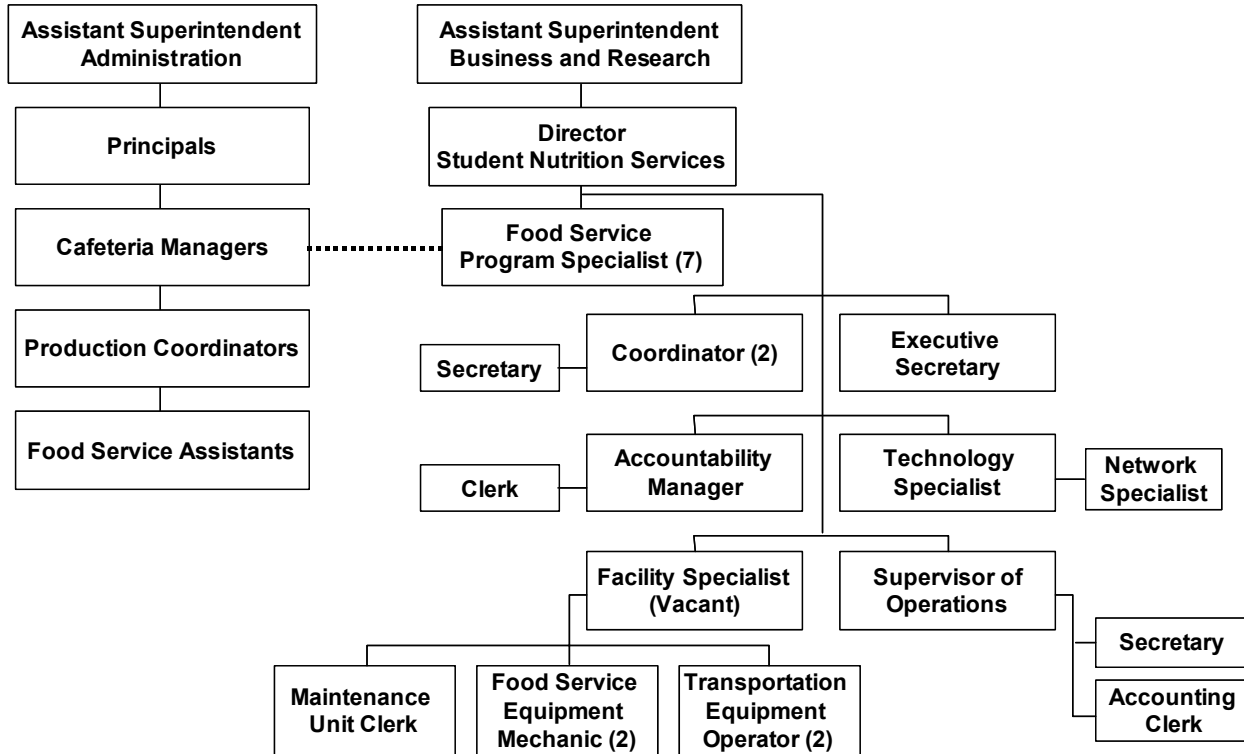 Assistant Superintendent
Administration
Assistant Superintendent
Business and Research
Principals
Director
Student Nutrition Services
Cafeteria Managers
Food Service
Program Specialist (7)
Production Coordinators
Secretary
Coordinator (2)
Executive
Secretary
Food Service Assistants
Clerk
Accountability
Manager
Technology
Specialist
Network
Specialist
Facility Specialist
(Vacant)
Supervisor of
Operations
Secretary
Accounting
Clerk
Maintenance
Unit Clerk
Food Service
Equipment
Mechanic (2)
Transportation
Equipment
Operator (2)